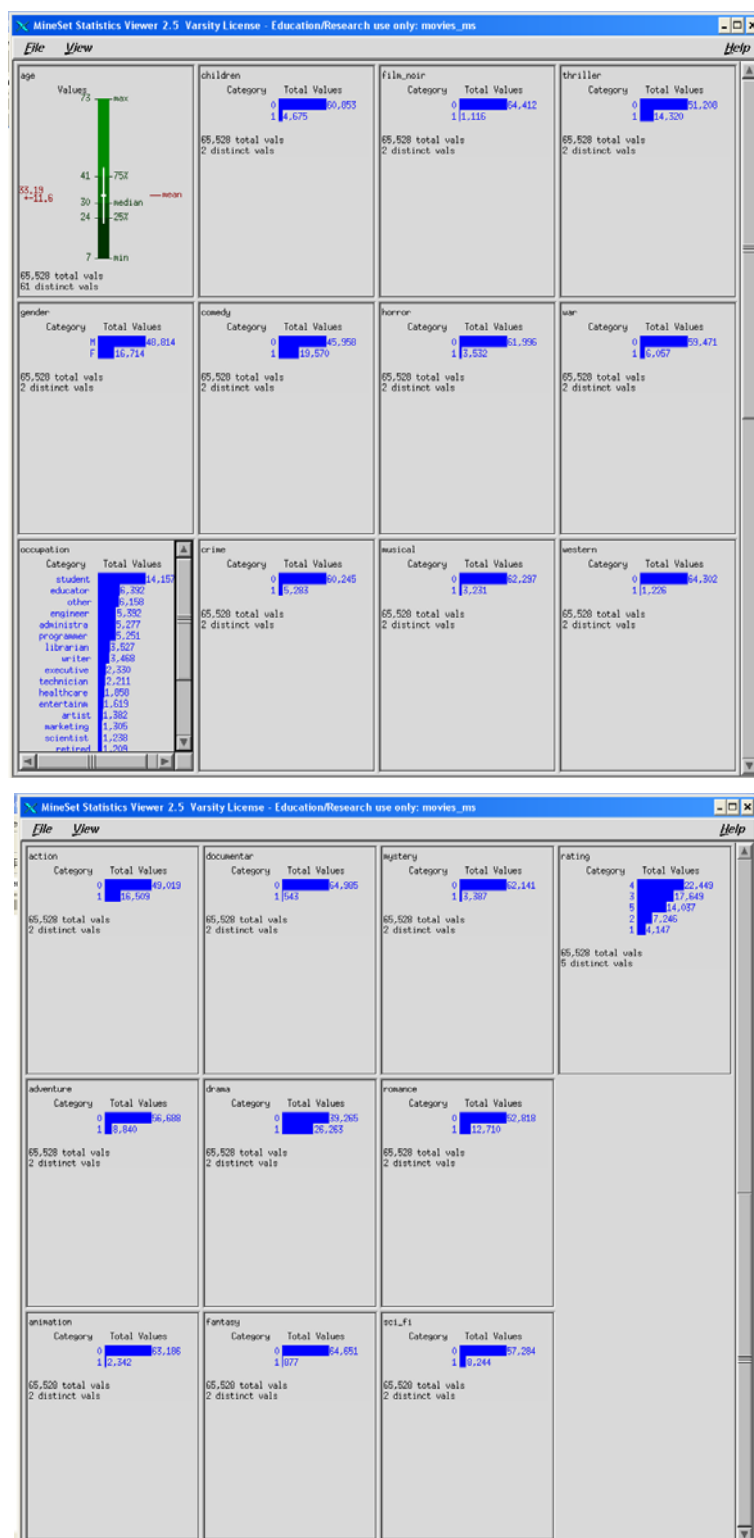 MineSet Statistics Viewer 2.5 Varsity License - Education/Research use only: movies_ms
File View Help
age
Values
73 max
41 75%
33.19 +-11.6 mean
30 median
24 25%
7 min
65,528 total vals
61 distinct vals
children
Category Total Values
0 60,853
1 4,675
65,528 total vals
2 distinct vals
film_noir
Category Total Values
0 64,412
1 1,116
65,528 total vals
2 distinct vals
thriller
Category Total Values
0 51,208
1 14,320
65,528 total vals
2 distinct vals
gender
Category Total Values
M 48,814
F 16,714
65,528 total vals
2 distinct vals
comedy
Category Total Values
0 45,958
1 19,570
65,528 total vals
2 distinct vals
horror
Category Total Values
0 61,996
1 3,532
65,528 total vals
2 distinct vals
war
Category Total Values
0 59,471
1 6,057
65,528 total vals
2 distinct vals
occupation
Category Total Values
student 14,157
educator 6,392
other 6,158
engineer 5,392
administra 5,277
programmer 5,251
librarian 3,527
writer 3,468
executive 2,330
technician 2,211
healthcare 1,858
entertainm 1,619
artist 1,382
marketing 1,305
scientist 1,238
retired 1,209
crime
Category Total Values
0 60,245
1 5,283
65,528 total vals
2 distinct vals
musical
Category Total Values
0 62,297
1 3,231
65,528 total vals
2 distinct vals
western
Category Total Values
0 64,302
1 1,226
65,528 total vals
2 distinct vals
MineSet Statistics Viewer 2.5 Varsity License - Education/Research use only: movies_ms
File View Help
action
Category Total Values
0 49,019
1 16,509
65,528 total vals
2 distinct vals
documentar
Category Total Values
0 64,985
1 543
65,528 total vals
2 distinct vals
mystery
Category Total Values
0 62,141
1 3,387
65,528 total vals
2 distinct vals
rating
Category Total Values
4 22,449
3 17,649
5 14,037
2 7,246
1 4,147
65,528 total vals
5 distinct vals
adventure
Category Total Values
0 56,688
1 8,840
65,528 total vals
2 distinct vals
drama
Category Total Values
0 39,265
1 26,263
65,528 total vals
2 distinct vals
romance
Category Total Values
0 52,818
1 12,710
65,528 total vals
2 distinct vals
animation
Category Total Values
0 63,186
1 2,342
65,528 total vals
2 distinct vals
fantasy
Category Total Values
0 64,651
1 877
65,528 total vals
2 distinct vals
sci_fi
Category Total Values
0 57,284
1 8,244
65,528 total vals
2 distinct vals